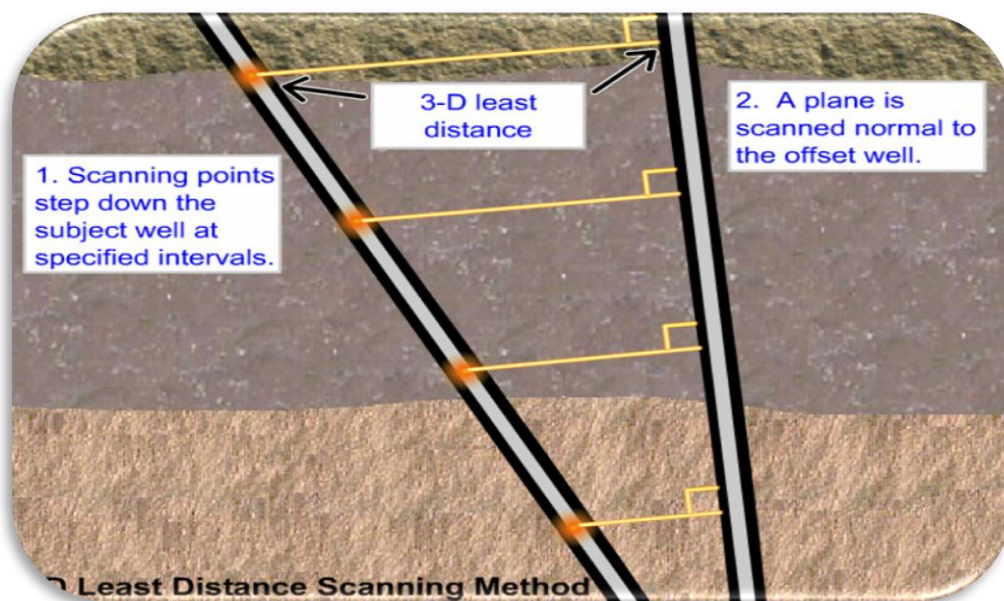 3-D least
distance
2. A plane is
scanned normal to
the offset well.
1. Scanning points
step down the
subject well at
specified intervals.
D Least Distance Scanning Method